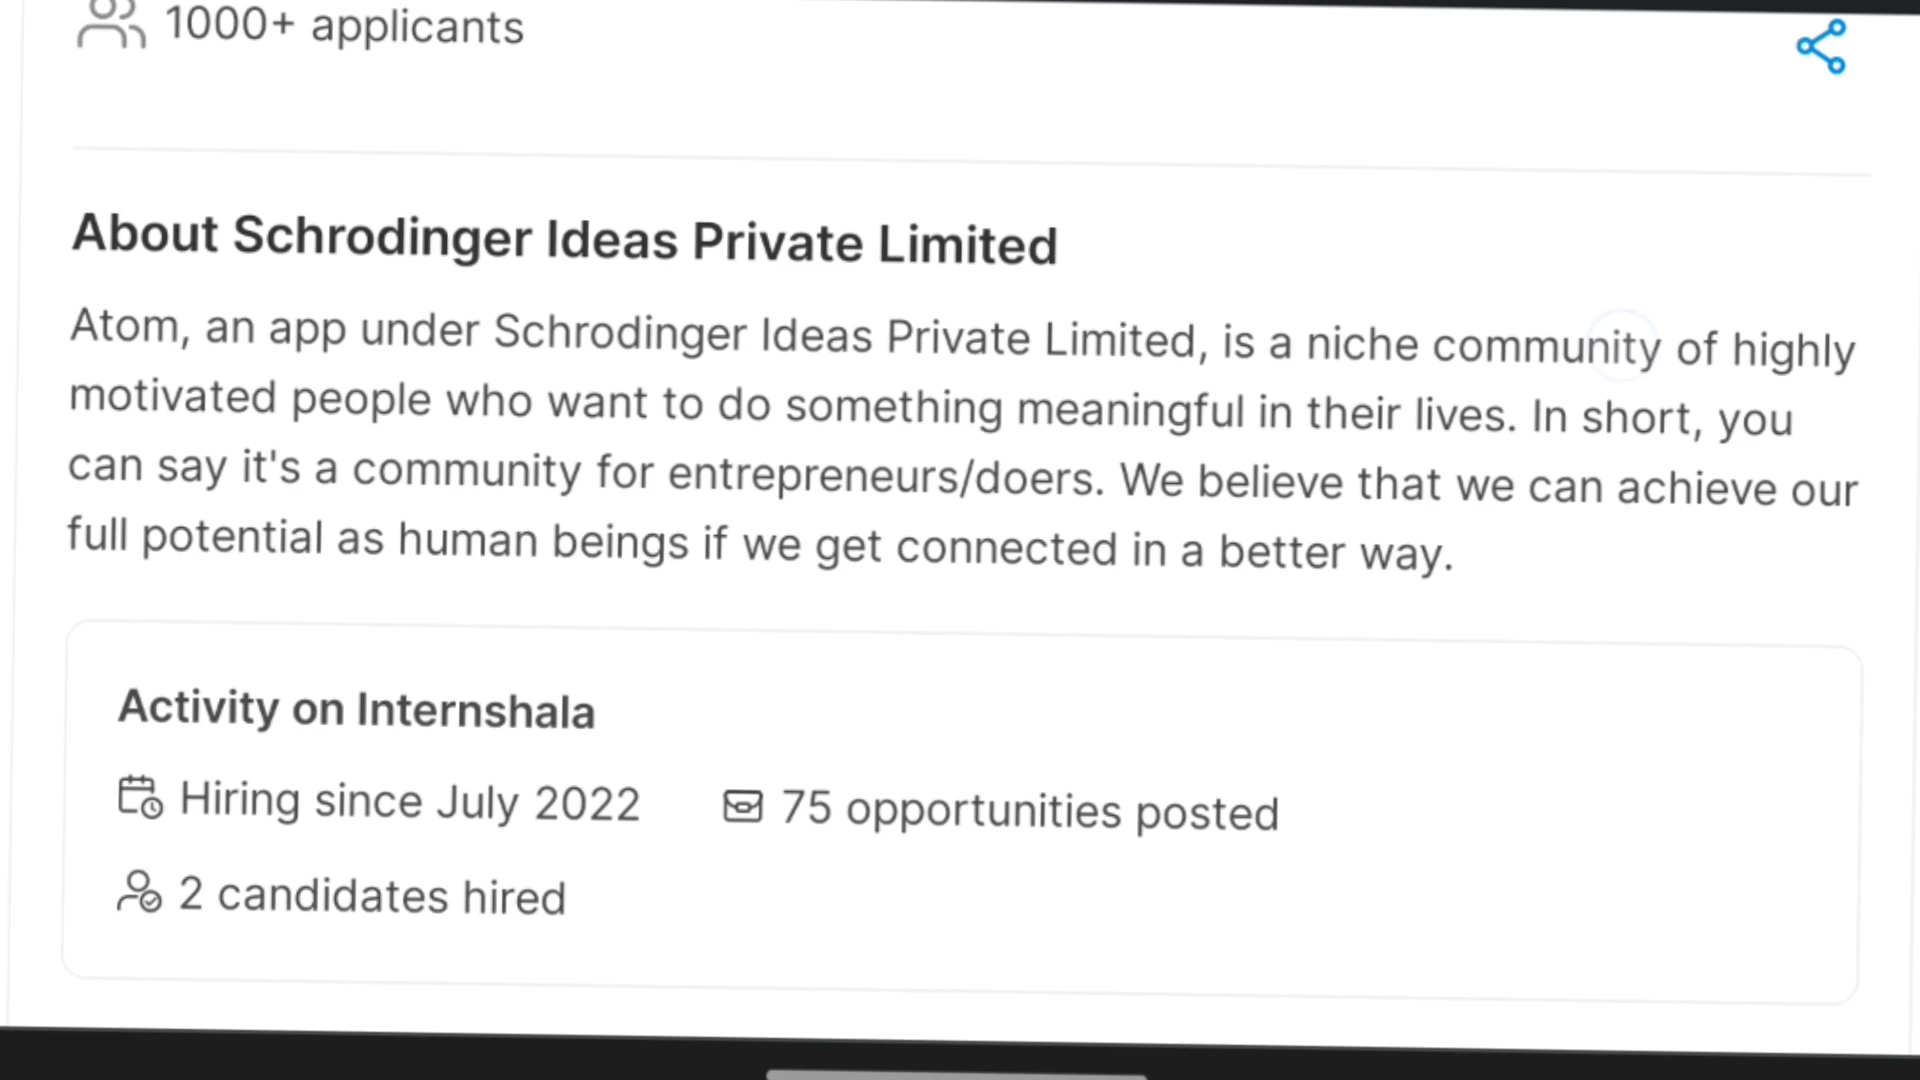 1000+ applicants
About Schrodinger Ideas Private Limited
Atom, an app under Schrodinger Ideas Private Limited, is a niche community of highly
motivated people who want to do something meaningful in their lives. In short, you
can say it's a community for entrepreneurs/doers. We believe that we can achieve our
full potential as human beings if we get connected in a better way.
Activity on Internshala
Hiring since July 2022
75 opportunities posted
2 candidates hired